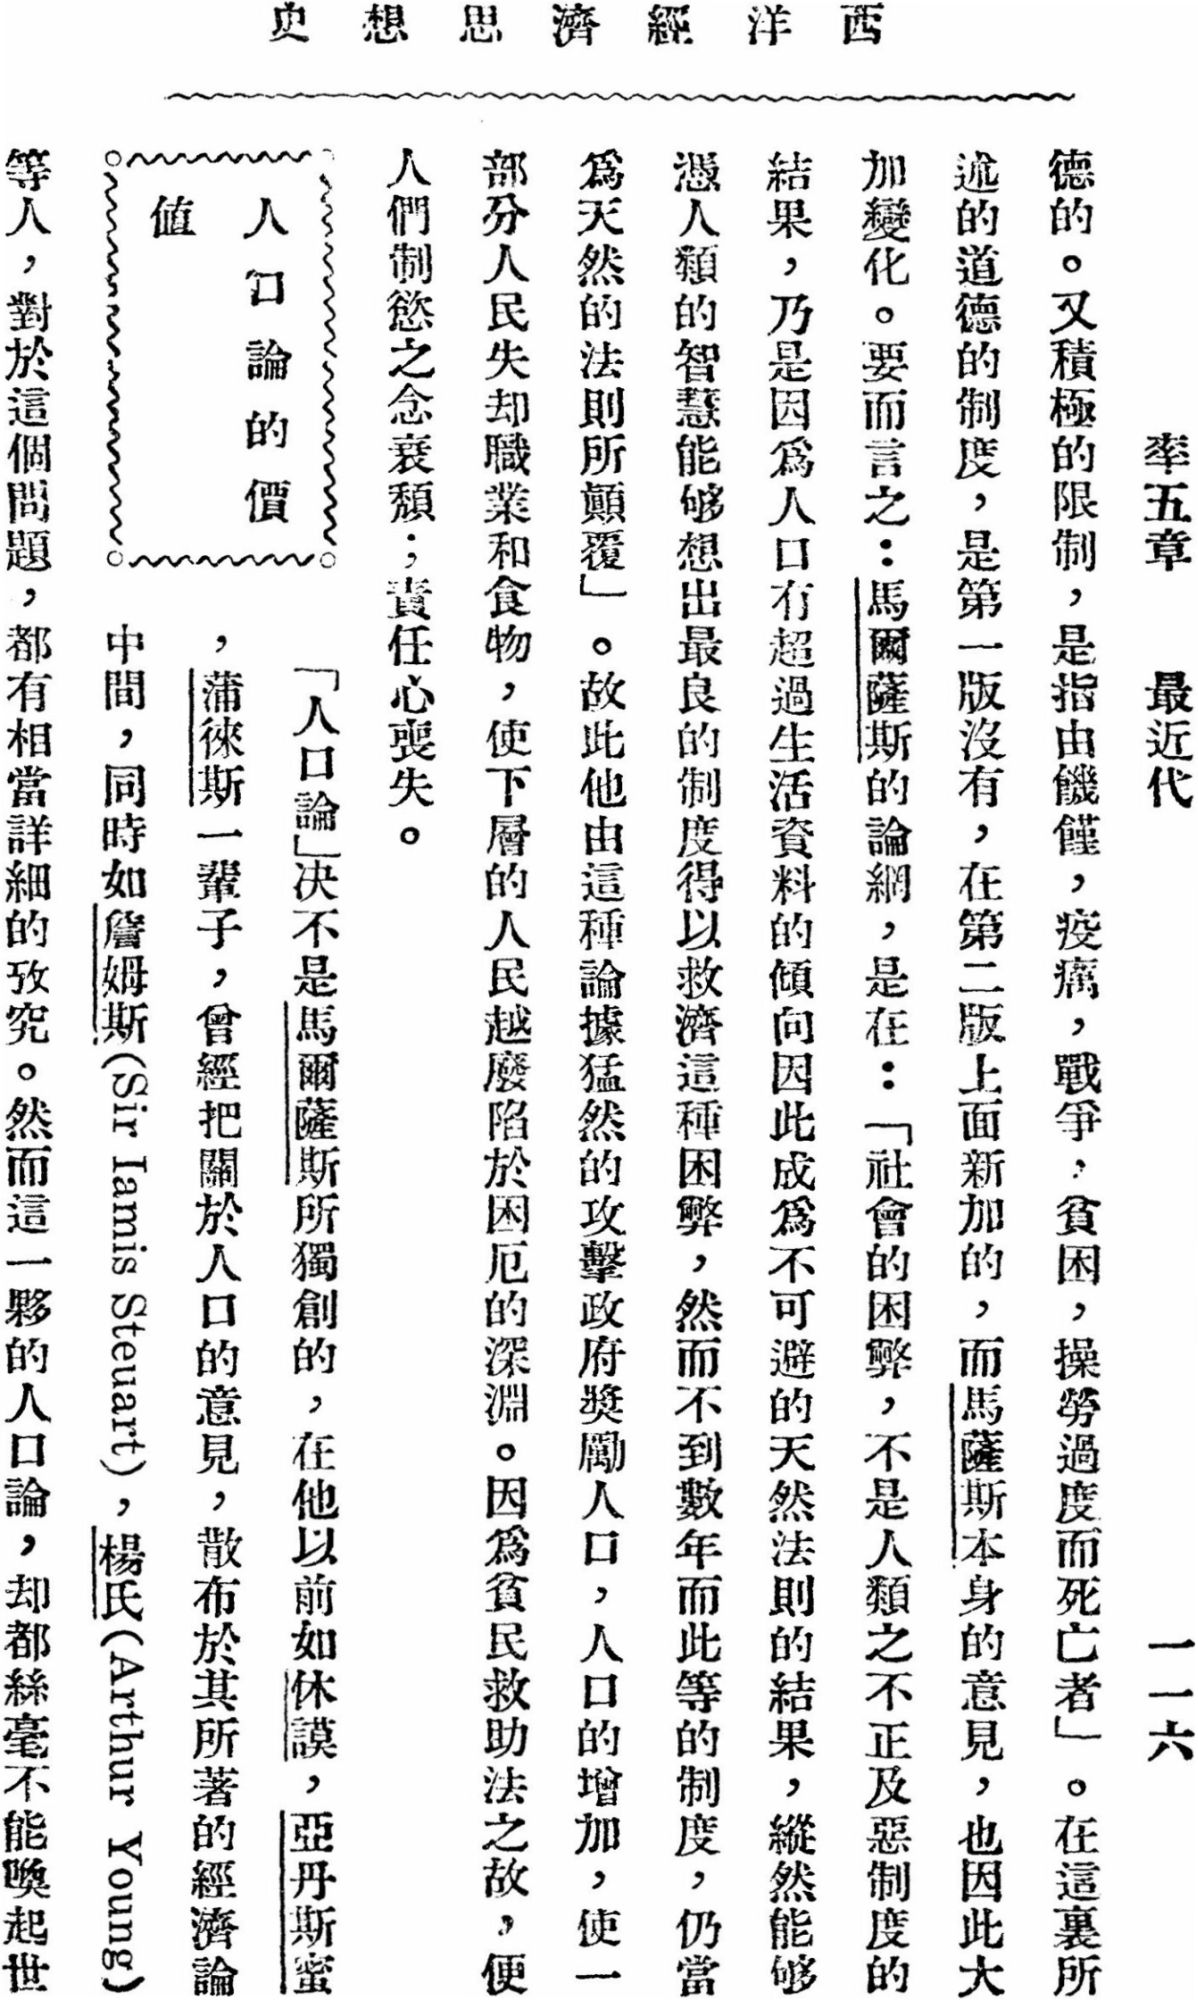 西洋經濟思想史
率五章 最近代 一一六
德的。又積極的限制，是指由饑饉，疫癘，戰爭，貧困，操勞過度而死亡者」。在這裏所
述的道德的制度，是第一版沒有，在第二版上面新加的，而馬薩斯本身的意見，也因此大
加變化。要而言之：馬爾薩斯的論綱，是在：「社會的困弊，不是人類之不正及惡制度的
結果，乃是因爲人口有超過生活資料的傾向因此成爲不可避的天然法則的結果，縱然能够
憑人類的智慧能够想出最良的制度得以救濟這種困弊，然而不到數年而此等的制度，仍當
爲天然的法則所顚覆」。故此他由這種論據猛然的攻擊政府獎勵人口，人口的增加，使一
部分人民失却職業和食物，使下層的人民越廢陷於困厄的深淵。因爲貧民救助法之故，便
人們制慾之念衰頹；責任心喪失。
人口論的價
値
「人口論」決不是馬爾薩斯所獨創的，在他以前如休謨，亞丹斯蜜
，蒲徠斯一輩子，曾經把關於人口的意見，散布於其所著的經濟論
中間，同時如詹姆斯(Sir Iamis Steuart)，楊氏(Arthur Young)
等人，對於這個問題，都有相當詳細的攷究。然而這一夥的人口論，却都絲毫不能喚起世